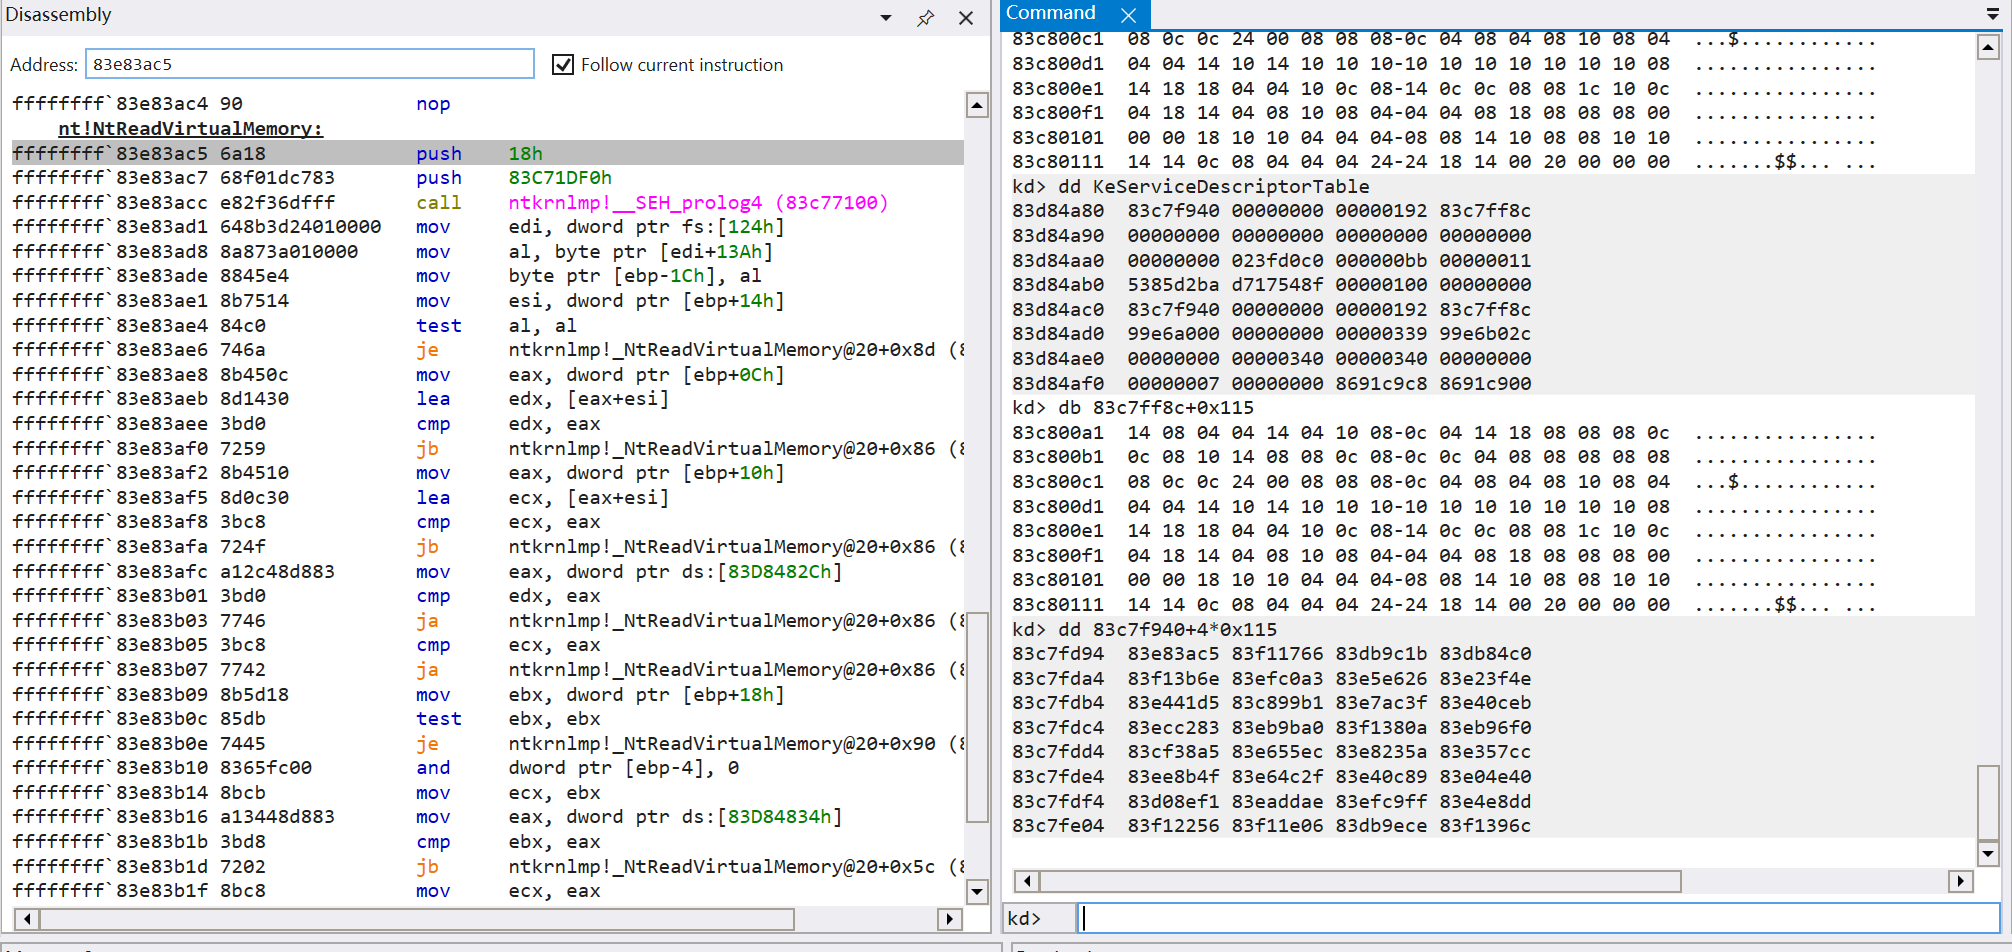 Disassembly
Address: 83e83ac5 Follow current instruction
ffffffff`83e83ac4 90 nop
nt!NtReadVirtualMemory:
ffffffff`83e83ac5 6a18 push 18h
ffffffff`83e83ac7 68f01dc783 push 83C71DF0h
ffffffff`83e83acc e82f36dfff call ntkrnlmp!__SEH_prolog4 (83c77100)
ffffffff`83e83ad1 648b3d24010000 mov edi, dword ptr fs:[124h]
ffffffff`83e83ad8 8a873a010000 mov al, byte ptr [edi+13Ah]
ffffffff`83e83ade 8845e4 mov byte ptr [ebp-1Ch], al
ffffffff`83e83ae1 8b7514 mov esi, dword ptr [ebp+14h]
ffffffff`83e83ae4 84c0 test al, al
ffffffff`83e83ae6 746a je ntkrnlmp!_NtReadVirtualMemory@20+0x8d (
ffffffff`83e83ae8 8b450c mov eax, dword ptr [ebp+0Ch]
ffffffff`83e83aeb 8d1430 lea edx, [eax+esi]
ffffffff`83e83aee 3bd0 cmp edx, eax
ffffffff`83e83af0 7259 jb ntkrnlmp!_NtReadVirtualMemory@20+0x86 (
ffffffff`83e83af2 8b4510 mov eax, dword ptr [ebp+10h]
ffffffff`83e83af5 8d0c30 lea ecx, [eax+esi]
ffffffff`83e83af8 3bc8 cmp ecx, eax
ffffffff`83e83afa 724f jb ntkrnlmp!_NtReadVirtualMemory@20+0x86 (
ffffffff`83e83afc a12c48d883 mov eax, dword ptr ds:[83D8482Ch]
ffffffff`83e83b01 3bd0 cmp edx, eax
ffffffff`83e83b03 7746 ja ntkrnlmp!_NtReadVirtualMemory@20+0x86 (
ffffffff`83e83b05 3bc8 cmp ecx, eax
ffffffff`83e83b07 7742 ja ntkrnlmp!_NtReadVirtualMemory@20+0x86 (
ffffffff`83e83b09 8b5d18 mov ebx, dword ptr [ebp+18h]
ffffffff`83e83b0c 85db test ebx, ebx
ffffffff`83e83b0e 7445 je ntkrnlmp!_NtReadVirtualMemory@20+0x90 (
ffffffff`83e83b10 8365fc00 and dword ptr [ebp-4], 0
ffffffff`83e83b14 8bcb mov ecx, ebx
ffffffff`83e83b16 a13448d883 mov eax, dword ptr ds:[83D84834h]
ffffffff`83e83b1b 3bd8 cmp ebx, eax
ffffffff`83e83b1d 7202 jb ntkrnlmp!_NtReadVirtualMemory@20+0x5c (
ffffffff`83e83b1f 8bc8 mov ecx, eax
Command
83c800c1 08 0c 0c 24 00 08 08 08-0c 04 08 04 08 10 08 04 ...$............
83c800d1 04 04 14 10 14 10 10 10-10 10 10 10 10 10 10 08 ................
83c800e1 14 18 18 04 04 10 0c 08-14 0c 0c 08 08 1c 10 0c ................
83c800f1 04 18 14 04 08 10 08 04-04 04 08 18 08 08 08 00 ................
83c80101 00 00 18 10 10 04 04 04-08 08 14 10 08 08 10 10 ................
83c80111 14 14 0c 08 04 04 04 24-24 18 14 00 20 00 00 00 .......$$... ...
kd> dd KeServiceDescriptorTable
83d84a80 83c7f940 00000000 00000192 83c7ff8c
83d84a90 00000000 00000000 00000000 00000000
83d84aa0 00000000 023fd0c0 000000bb 00000011
83d84ab0 5385d2ba d717548f 00000100 00000000
83d84ac0 83c7f940 00000000 00000192 83c7ff8c
83d84ad0 99e6a000 00000000 00000339 99e6b02c
83d84ae0 00000000 00000340 00000340 00000000
83d84af0 00000007 00000000 8691c9c8 8691c900
kd> db 83c7ff8c+0x115
83c800a1 14 08 04 04 14 04 10 08-0c 04 14 18 08 08 08 0c ................
83c800b1 0c 08 10 14 08 08 0c 08-0c 0c 04 08 08 08 08 08 ................
83c800c1 08 0c 0c 24 00 08 08 08-0c 04 08 04 08 10 08 04 ...$............
83c800d1 04 04 14 10 14 10 10 10-10 10 10 10 10 10 10 08 ................
83c800e1 14 18 18 04 04 10 0c 08-14 0c 0c 08 08 1c 10 0c ................
83c800f1 04 18 14 04 08 10 08 04-04 04 08 18 08 08 08 00 ................
83c80101 00 00 18 10 10 04 04 04-08 08 14 10 08 08 10 10 ................
83c80111 14 14 0c 08 04 04 04 24-24 18 14 00 20 00 00 00 .......$$... ...
kd> dd 83c7f940+4*0x115
83c7fd94 83e83ac5 83f11766 83db9c1b 83db84c0
83c7fda4 83f13b6e 83efc0a3 83e5e626 83e23f4e
83c7fdb4 83e441d5 83c899b1 83e7ac3f 83e40ceb
83c7fdc4 83ecc283 83eb9ba0 83f1380a 83eb96f0
83c7fdd4 83cf38a5 83e655ec 83e8235a 83e357cc
83c7fde4 83ee8b4f 83e64c2f 83e40c89 83e04e40
83c7fdf4 83d08ef1 83eaddae 83efc9ff 83e4e8dd
83c7fe04 83f12256 83f11e06 83db9ece 83f1396c
kd>